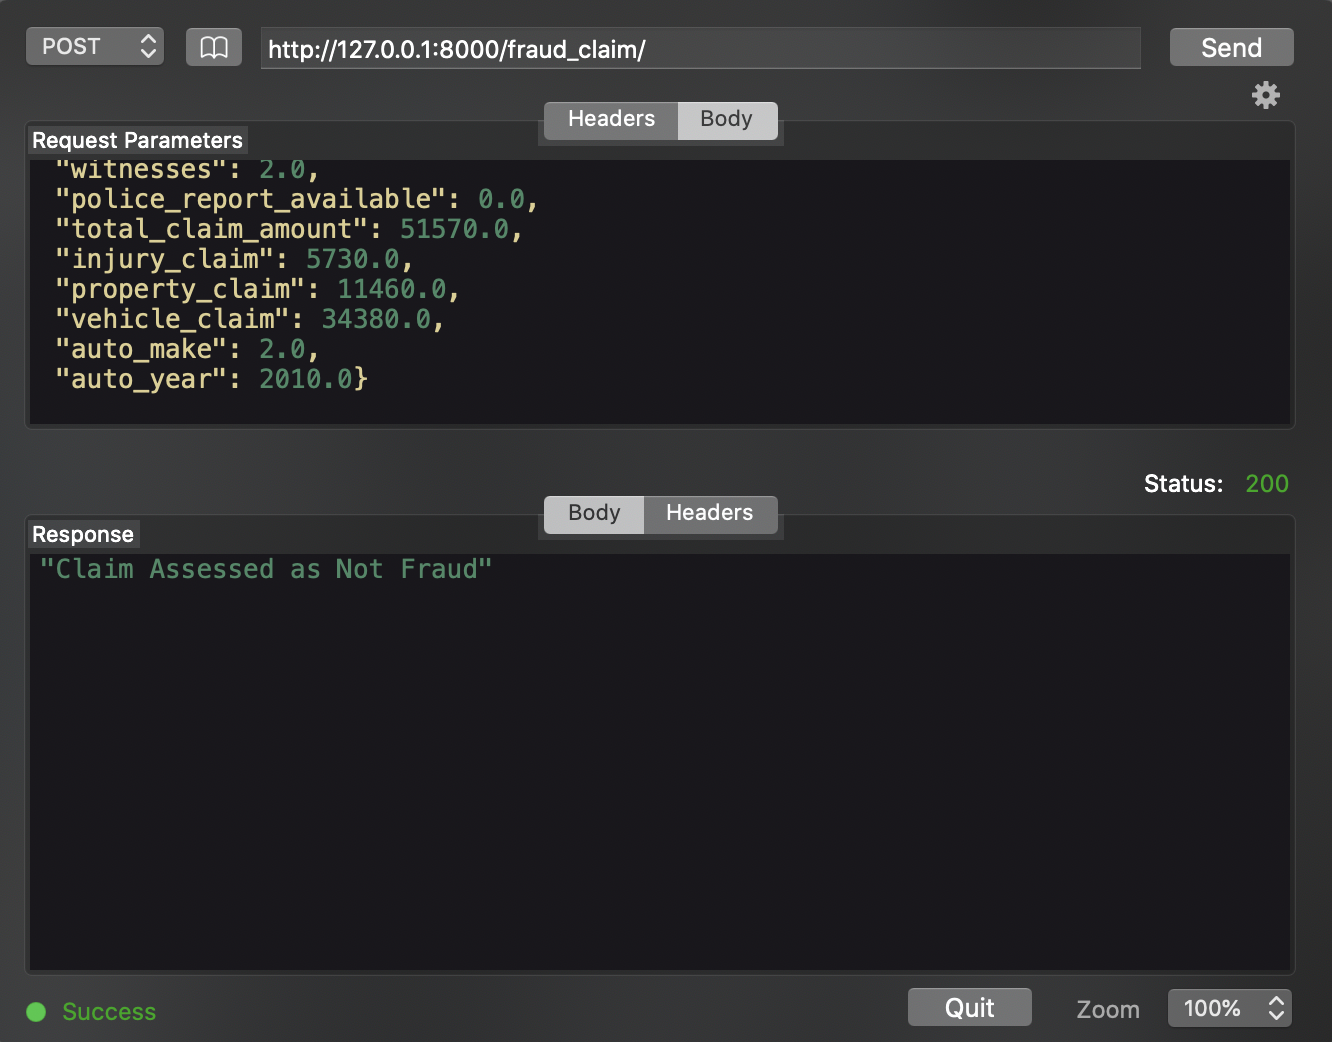 POST
http://127.0.0.1:8000/fraud_claim/
Send
Headers
Body
Request Parameters
"witnesses": 2.0,
"police_report_available": 0.0,
"total_claim_amount": 51570.0,
"injury_claim": 5730.0,
"property_claim": 11460.0,
"vehicle_claim": 34380.0,
"auto_make": 2.0,
"auto_year": 2010.0}
Status: 200
Body
Headers
Response
"Claim Assessed as Not Fraud"
Success
Quit
Zoom
100%